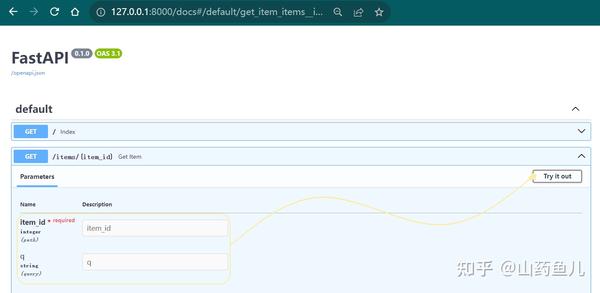 127.0.0.1:8000/docs#/default/get_item_items__i...
FastAPI 0.1.0 OAS 3.1
/openapi.json
default
GET / Index
GET /items/{item_id} Get Item
Parameters
Try it out
Name Description
item_id * required
integer
(path)
item_id
q
string
(query)
q
知乎 @山药鱼儿